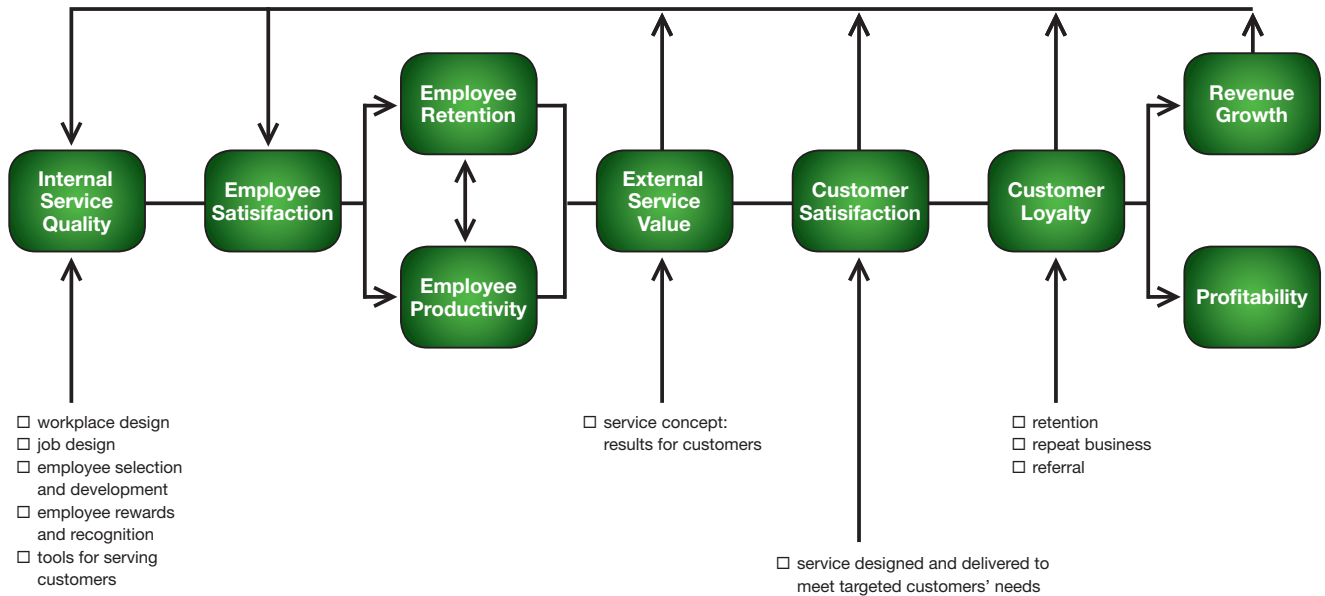 Employee
Retention
Revenue
Growth
Internal
Service
Quality
Employee
Satisifaction
External
Service
Value
Customer
Satisifaction
Customer
Loyalty
Employee
Productivity
Profitability
☐ workplace design
☐ job design
☐ employee selection
and development
☐ employee rewards
and recognition
☐ tools for serving
customers
☐ service concept:
results for customers
☐ retention
☐ repeat business
☐ referral
☐ service designed and delivered to
meet targeted customers’ needs